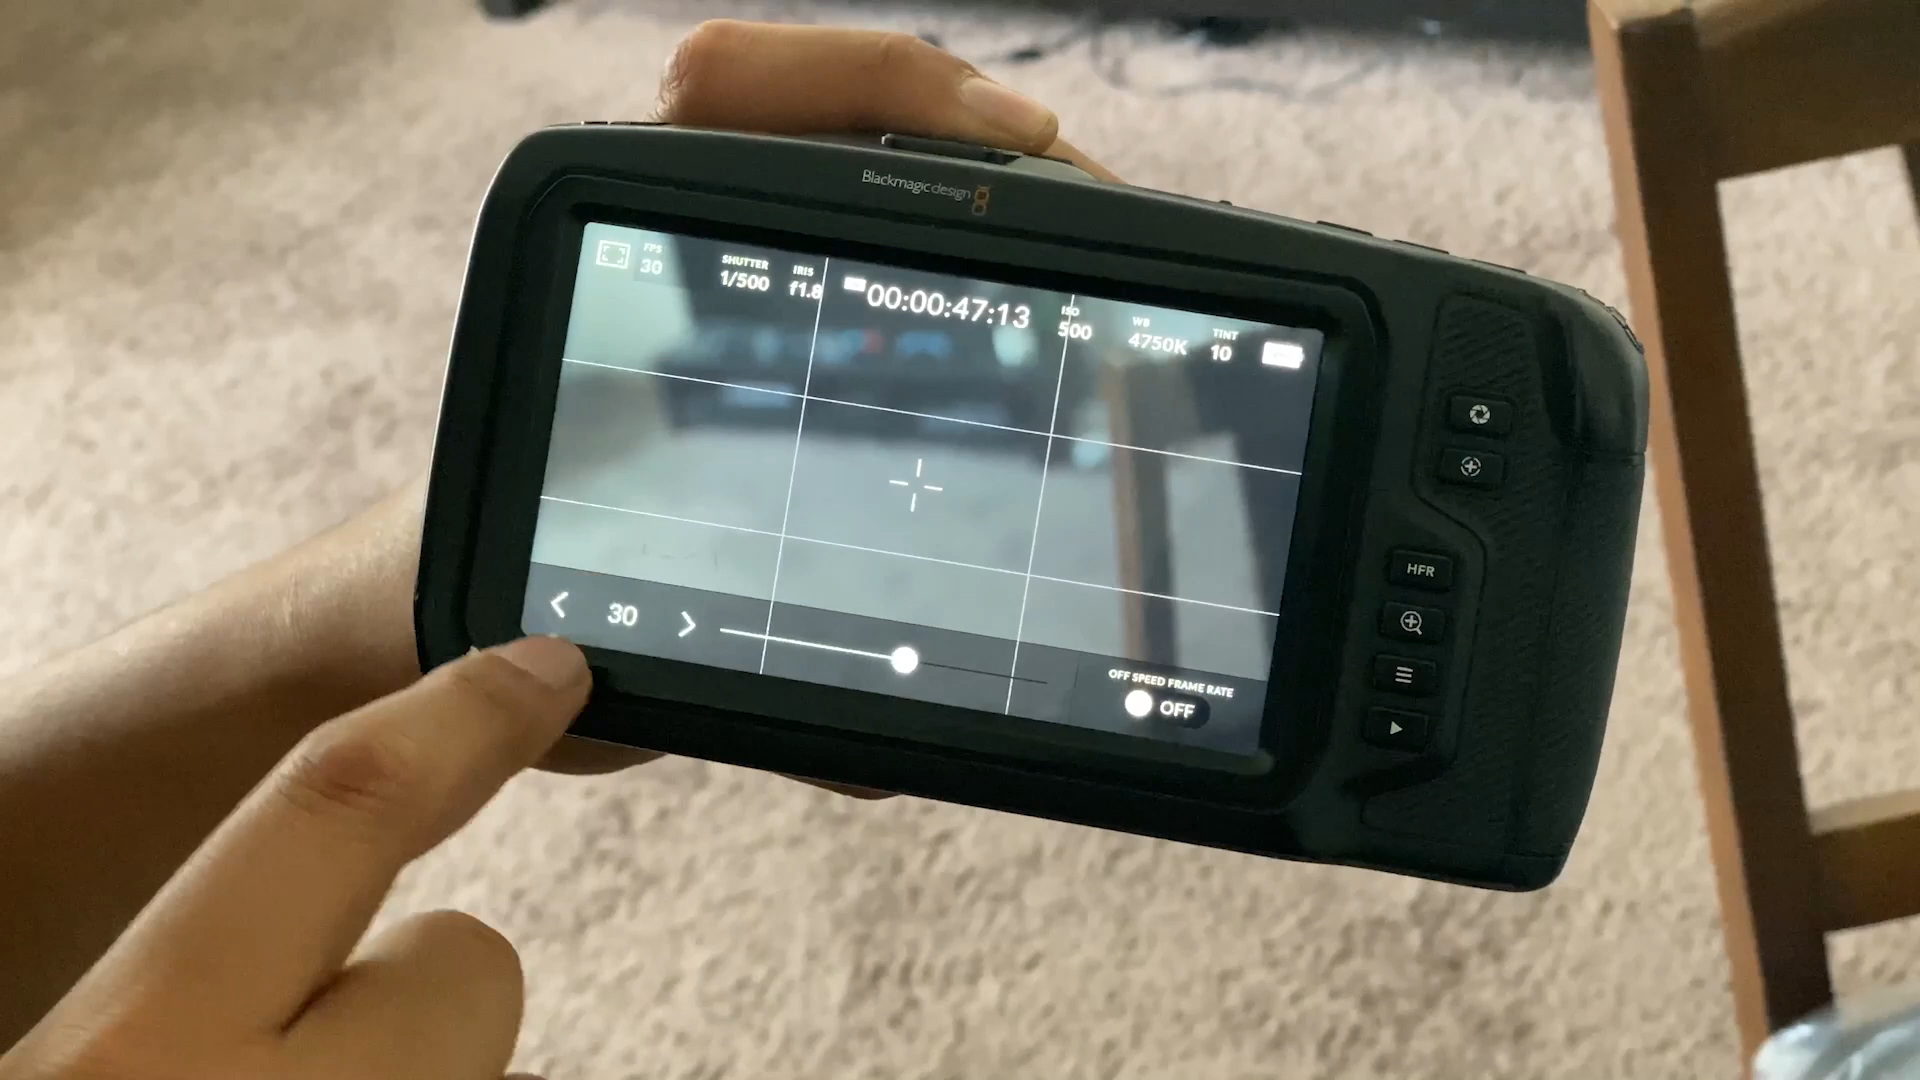 Blackmagicdesign
FPS
30
SHUTTER
1/500
IRIS
f1.8
00:00:47:13
ISO
500
WB
4750K
TINT
10
30
OFF SPEED FRAME RATE
OFF
HFR